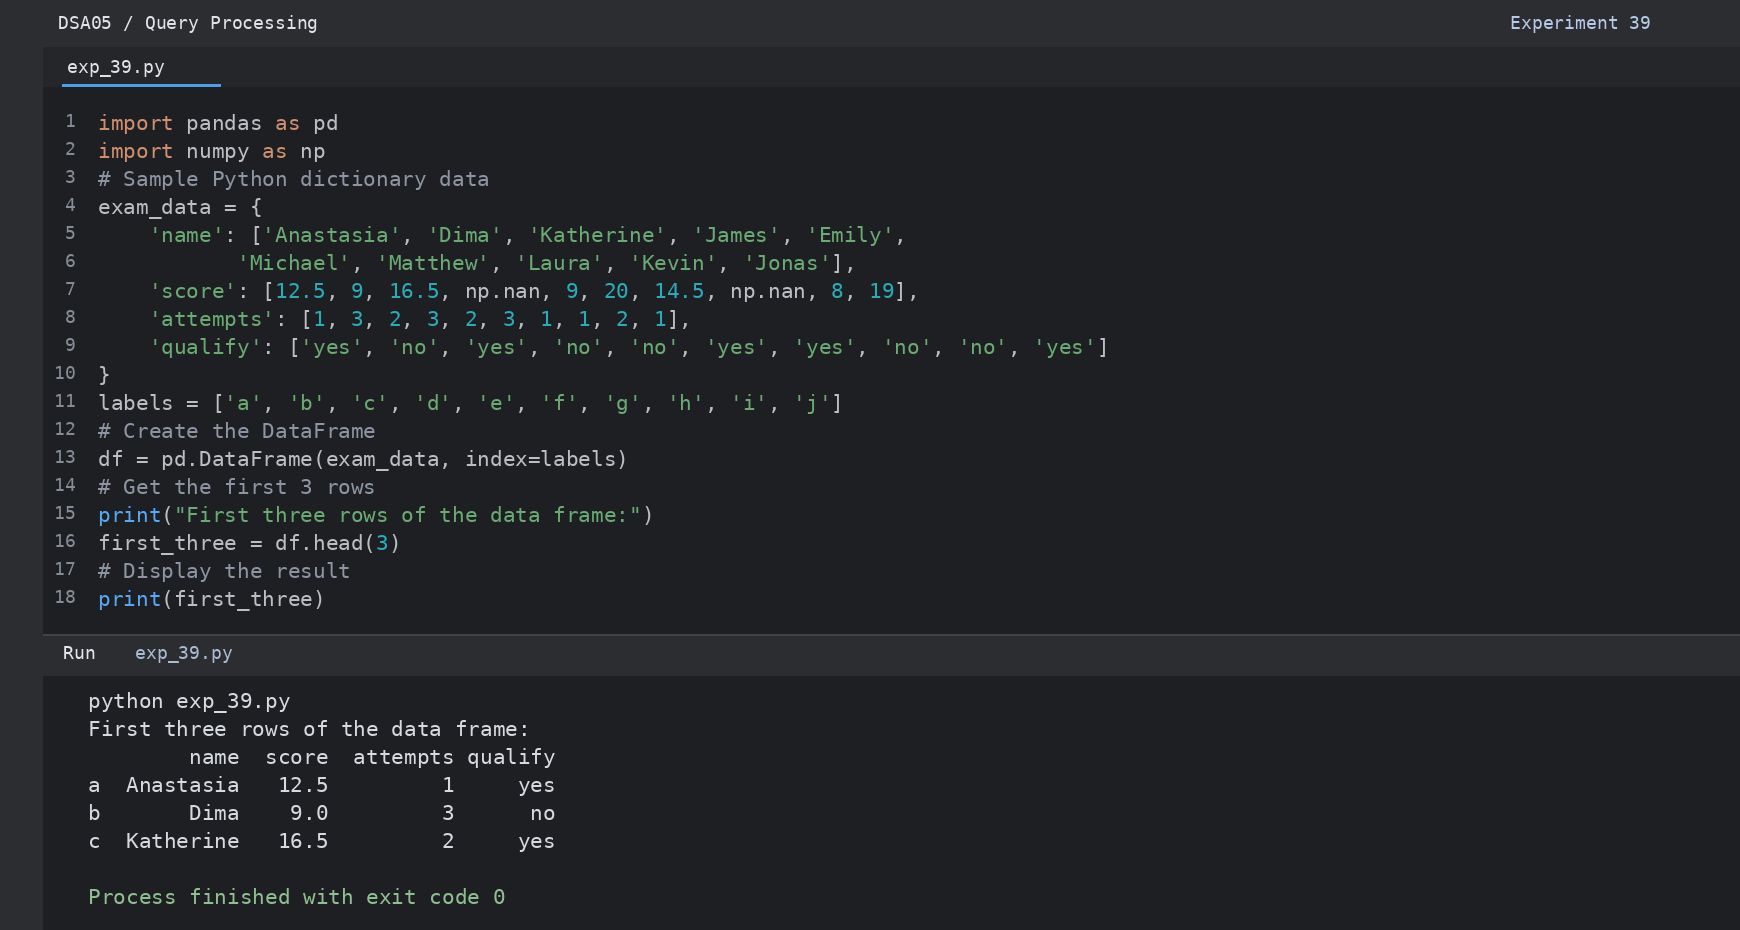 DSA05 / Query Processing
Experiment 39
exp_39.py
1 import pandas as pd
2 import numpy as np
3 # Sample Python dictionary data
4 exam_data = {
5     'name': ['Anastasia', 'Dima', 'Katherine', 'James', 'Emily',
6            'Michael', 'Matthew', 'Laura', 'Kevin', 'Jonas'],
7     'score': [12.5, 9, 16.5, np.nan, 9, 20, 14.5, np.nan, 8, 19],
8     'attempts': [1, 3, 2, 3, 2, 3, 1, 1, 2, 1],
9     'qualify': ['yes', 'no', 'yes', 'no', 'no', 'yes', 'yes', 'no', 'no', 'yes']
10 }
11 labels = ['a', 'b', 'c', 'd', 'e', 'f', 'g', 'h', 'i', 'j']
12 # Create the DataFrame
13 df = pd.DataFrame(exam_data, index=labels)
14 # Get the first 3 rows
15 print("First three rows of the data frame:")
16 first_three = df.head(3)
17 # Display the result
18 print(first_three)
Run exp_39.py
python exp_39.py
First three rows of the data frame:
        name  score  attempts qualify
a  Anastasia   12.5         1     yes
b       Dima    9.0         3      no
c  Katherine   16.5         2     yes
Process finished with exit code 0